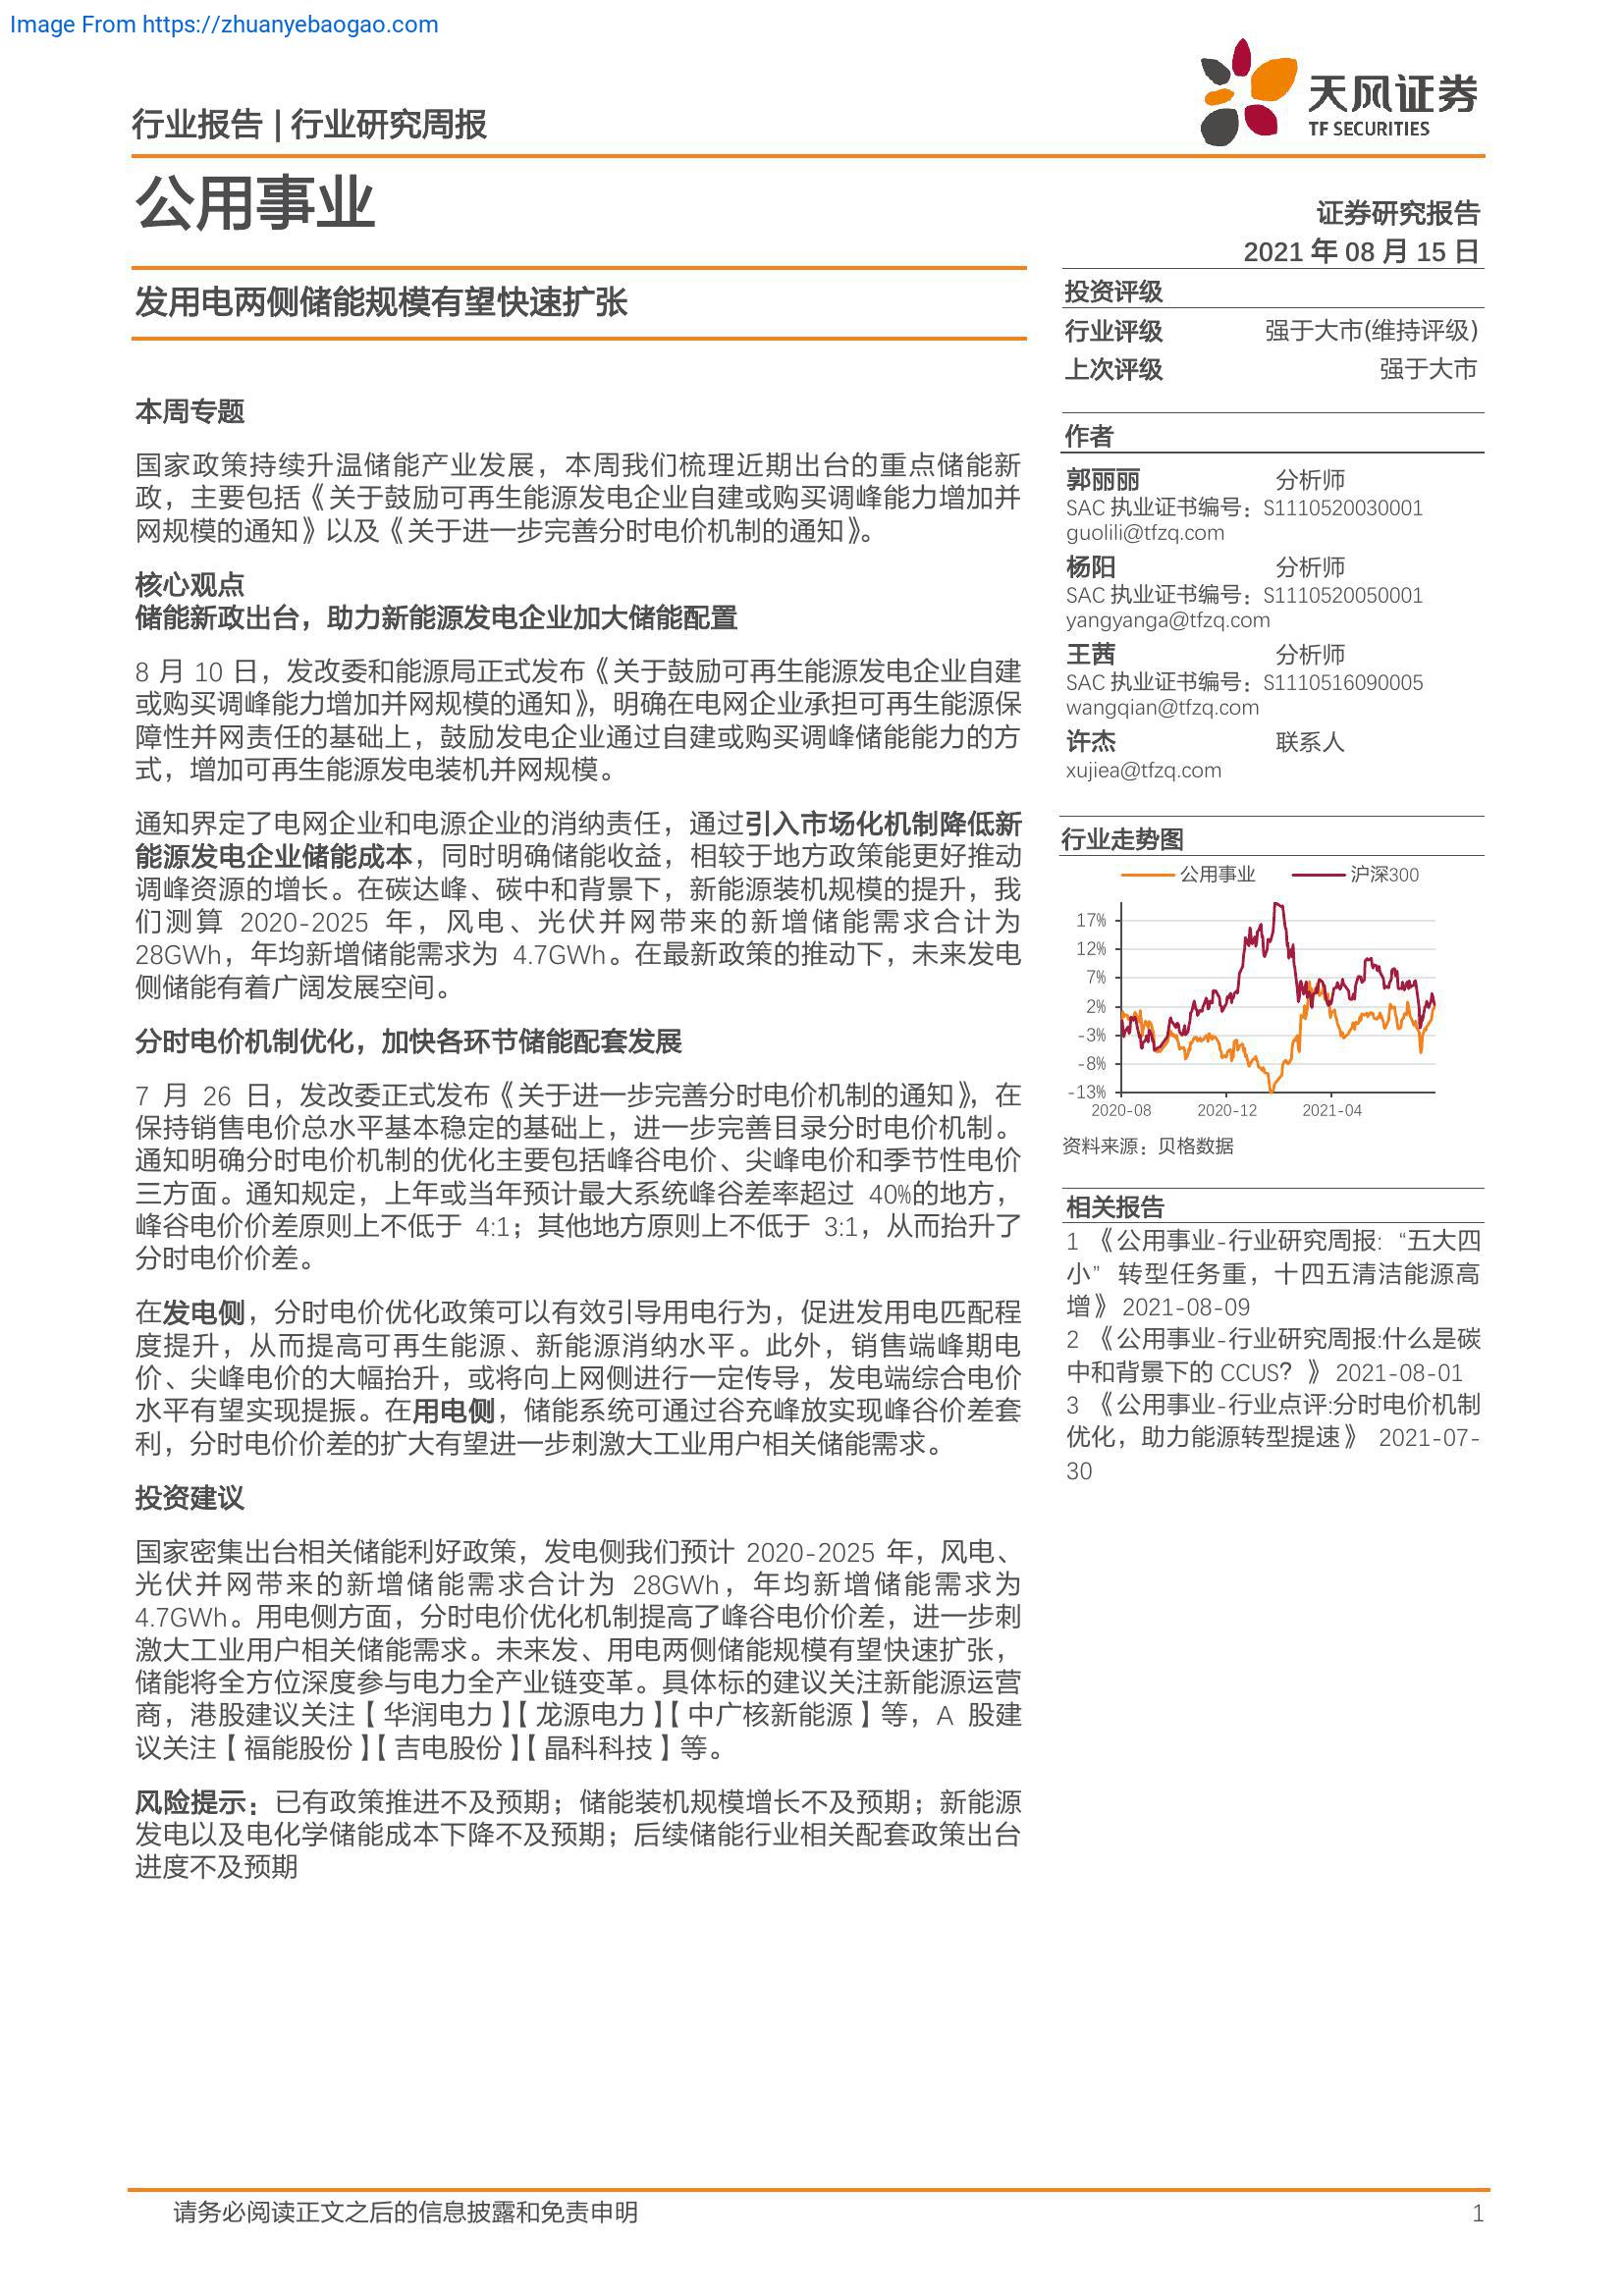 Image From https://zhuanyebaogao.com
行业报告 | 行业研究周报
天风证券
TF SECURITIES
公用事业
证券研究报告
2021 年 08 月 15 日
发用电两侧储能规模有望快速扩张
本周专题
国家政策持续升温储能产业发展，本周我们梳理近期出台的重点储能新
政，主要包括《关于鼓励可再生能源发电企业自建或购买调峰能力增加并
网规模的通知》以及《关于进一步完善分时电价机制的通知》。
核心观点
储能新政出台，助力新能源发电企业加大储能配置
8 月 10 日，发改委和能源局正式发布《关于鼓励可再生能源发电企业自建
或购买调峰能力增加并网规模的通知》，明确在电网企业承担可再生能源保
障性并网责任的基础上，鼓励发电企业通过自建或购买调峰储能能力的方
式，增加可再生能源发电装机并网规模。
通知界定了电网企业和电源企业的消纳责任，通过引入市场化机制降低新
能源发电企业储能成本，同时明确储能收益，相较于地方政策能更好推动
调峰资源的增长。在碳达峰、碳中和背景下，新能源装机规模的提升，我
们测算 2020-2025 年，风电、光伏并网带来的新增储能需求合计为
28GWh，年均新增储能需求为 4.7GWh。在最新政策的推动下，未来发电
侧储能有着广阔发展空间。
分时电价机制优化，加快各环节储能配套发展
7 月 26 日，发改委正式发布《关于进一步完善分时电价机制的通知》，在
保持销售电价总水平基本稳定的基础上，进一步完善目录分时电价机制。
通知明确分时电价机制的优化主要包括峰谷电价、尖峰电价和季节性电价
三方面。通知规定，上年或当年预计最大系统峰谷差率超过 40%的地方，
峰谷电价价差原则上不低于 4:1；其他地方原则上不低于 3:1，从而抬升了
分时电价价差。
在发电侧，分时电价优化政策可以有效引导用电行为，促进发用电匹配程
度提升，从而提高可再生能源、新能源消纳水平。此外，销售端峰期电
价、尖峰电价的大幅抬升，或将向上网侧进行一定传导，发电端综合电价
水平有望实现提振。在用电侧，储能系统可通过谷充峰放实现峰谷价差套
利，分时电价价差的扩大有望进一步刺激大工业用户相关储能需求。
投资建议
国家密集出台相关储能利好政策，发电侧我们预计 2020-2025 年，风电、
光伏并网带来的新增储能需求合计为 28GWh，年均新增储能需求为
4.7GWh。用电侧方面，分时电价优化机制提高了峰谷电价价差，进一步刺
激大工业用户相关储能需求。未来发、用电两侧储能规模有望快速扩张，
储能将全方位深度参与电力全产业链变革。具体标的建议关注新能源运营
商，港股建议关注【华润电力】【龙源电力】【中广核新能源】等，A 股建
议关注【福能股份】【吉电股份】【晶科科技】等。
风险提示：已有政策推进不及预期；储能装机规模增长不及预期；新能源
发电以及电化学储能成本下降不及预期；后续储能行业相关配套政策出台
进度不及预期
投资评级
行业评级 强于大市(维持评级)
上次评级 强于大市
作者
郭丽丽 分析师
SAC 执业证书编号：S1110520030001
guolili@tfzq.com
杨阳 分析师
SAC 执业证书编号：S1110520050001
yangyanga@tfzq.com
王茜 分析师
SAC 执业证书编号：S1110516090005
wangqian@tfzq.com
许杰 联系人
xujiea@tfzq.com
行业走势图
公用事业 沪深300
17%
12%
7%
2%
-3%
-8%
-13%
2020-08 2020-12 2021-04
资料来源：贝格数据
相关报告
1 《公用事业-行业研究周报:“五大四
小”转型任务重，十四五清洁能源高
增》 2021-08-09
2 《公用事业-行业研究周报:什么是碳
中和背景下的 CCUS？》 2021-08-01
3 《公用事业-行业点评:分时电价机制
优化，助力能源转型提速》 2021-07-
30
请务必阅读正文之后的信息披露和免责申明 1